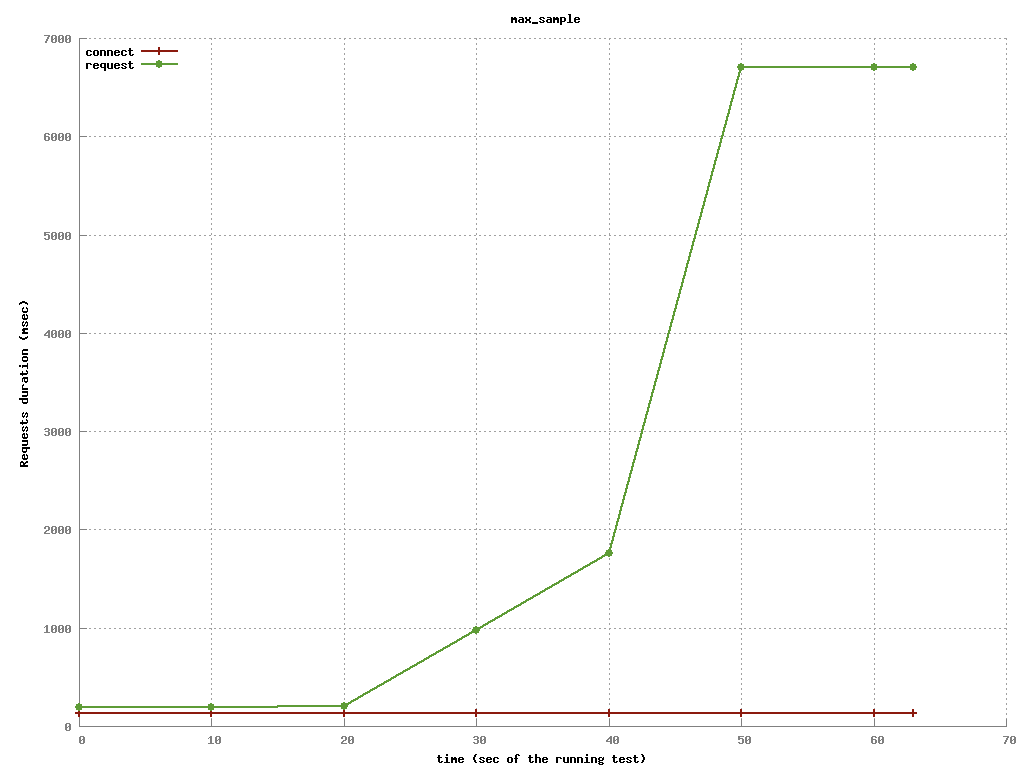 max_sample
connect
request
7000
6000
5000
4000
3000
2000
1000
0
Requests duration (msec)
0 10 20 30 40 50 60 70
time (sec of the running test)